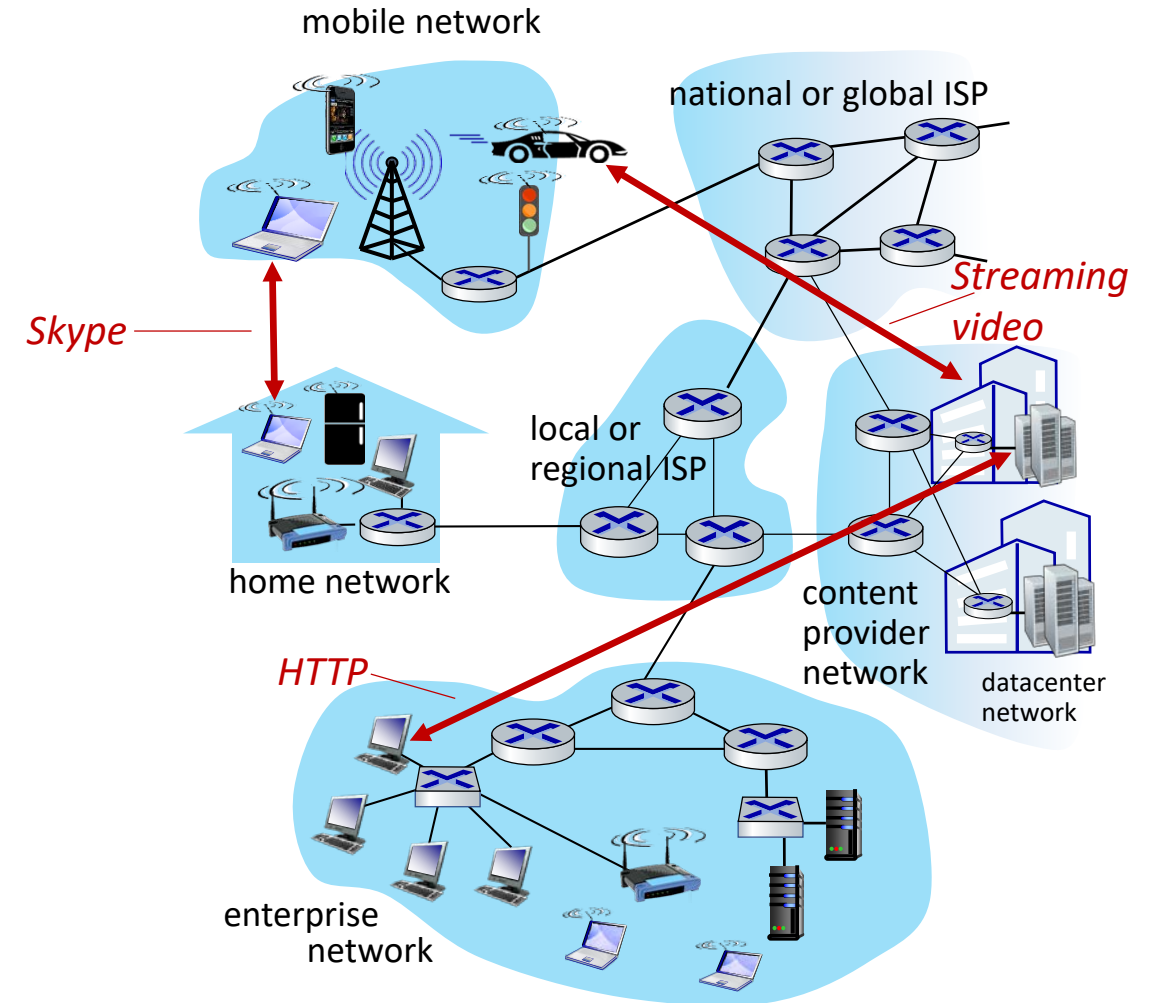 mobile network
national or global ISP
Streaming
video
Skype
local or
regional ISP
home network
content
provider
network
datacenter
network
HTTP
enterprise
network